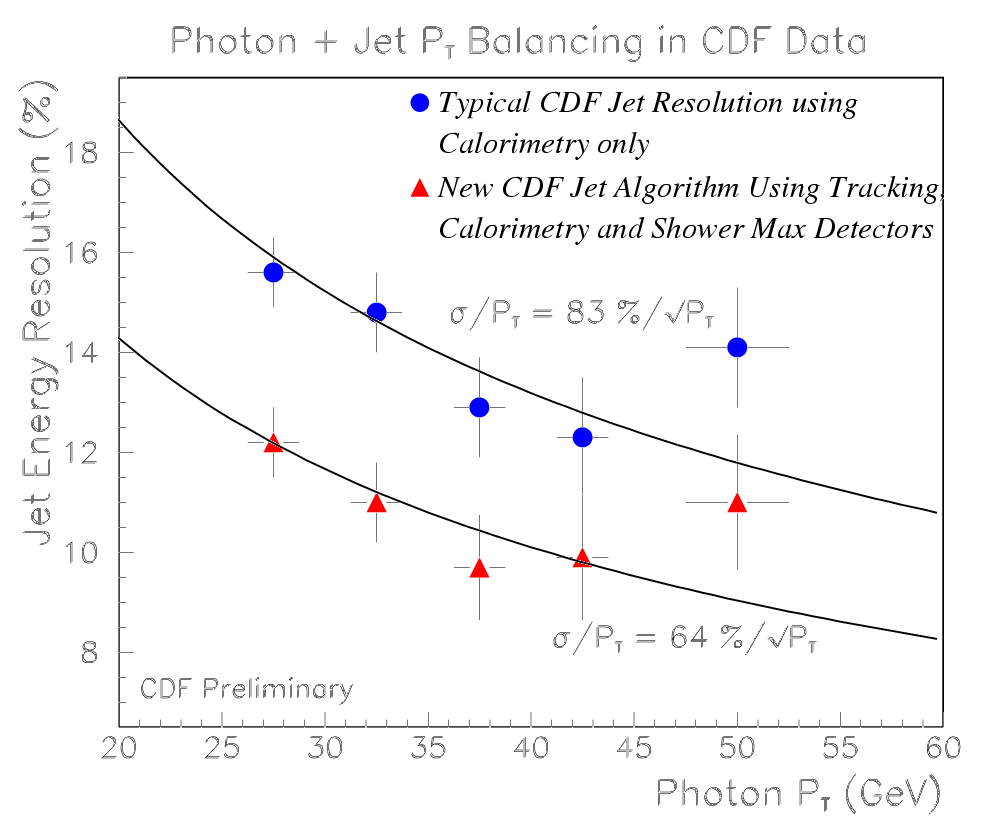 Photon + Jet P_T Balancing in CDF Data
Jet Energy Resolution (%)
Typical CDF Jet Resolution using
Calorimetry only
New CDF Jet Algorithm Using Tracking,
Calorimetry and Shower Max Detectors
18
16
14
12
10
8
σ/P_T = 83 %/√P_T
σ/P_T = 64 %/√P_T
CDF Preliminary
20 25 30 35 40 45 50 55 60
Photon P_T (GeV)